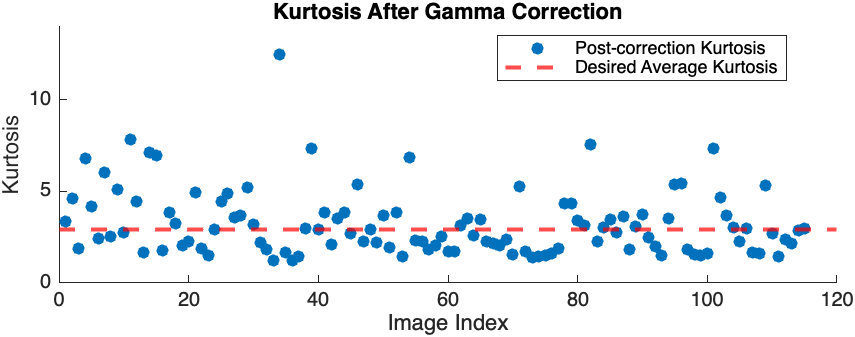 Kurtosis After Gamma Correction
Post-correction Kurtosis
Desired Average Kurtosis
Kurtosis
10
5
0
0 20 40 60 80 100 120
Image Index